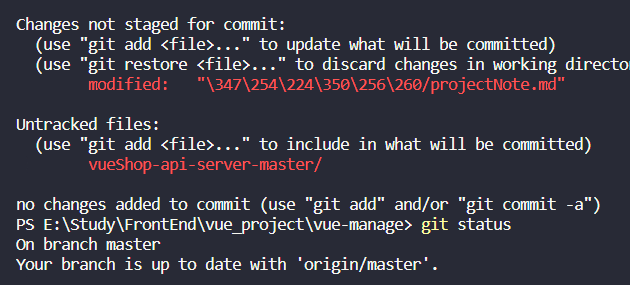 Changes not staged for commit:
(use "git add <file>..." to update what will be committed)
(use "git restore <file>..." to discard changes in working directo
modified: "\347\254\224\350\256\260/projectNote.md"
Untracked files:
(use "git add <file>..." to include in what will be committed)
vueShop-api-server-master/
no changes added to commit (use "git add" and/or "git commit -a")
PS E:\Study\FrontEnd\vue_project\vue-manage> git status
On branch master
Your branch is up to date with 'origin/master'.